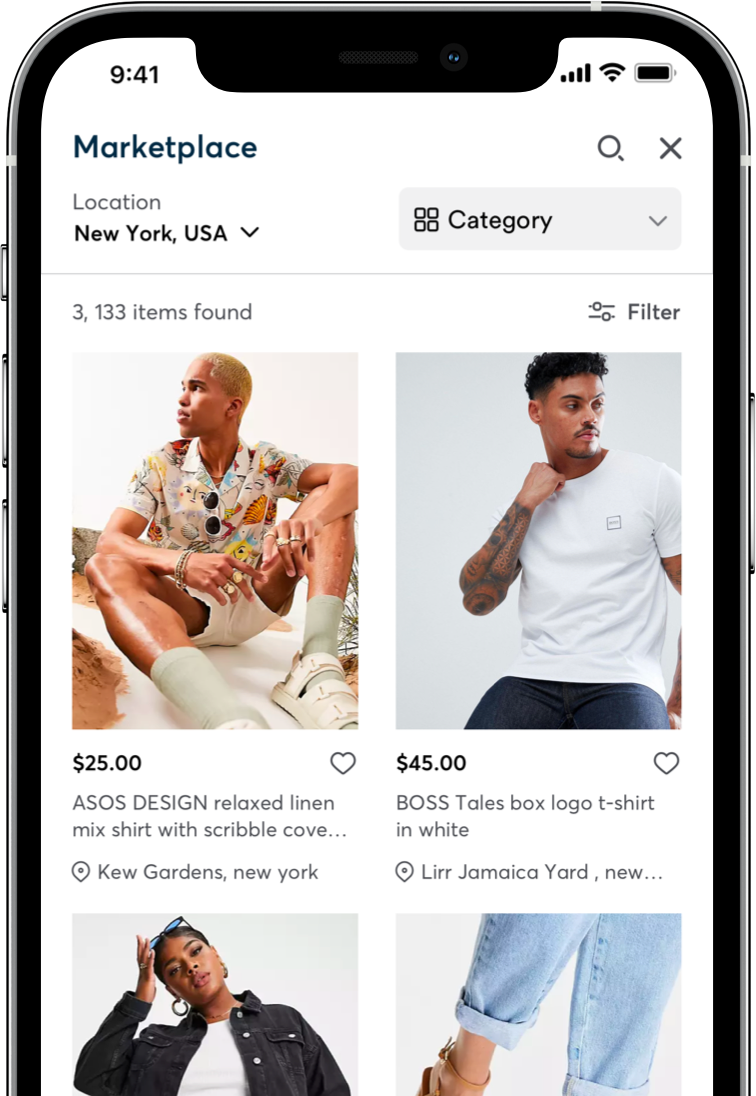 9:41
Marketplace
Location
New York, USA
Category
3, 133 items found
Filter
$25.00
ASOS DESIGN relaxed linen
mix shirt with scribble cove...
Kew Gardens, new york
$45.00
BOSS Tales box logo t-shirt
in white
Lirr Jamaica Yard , new...